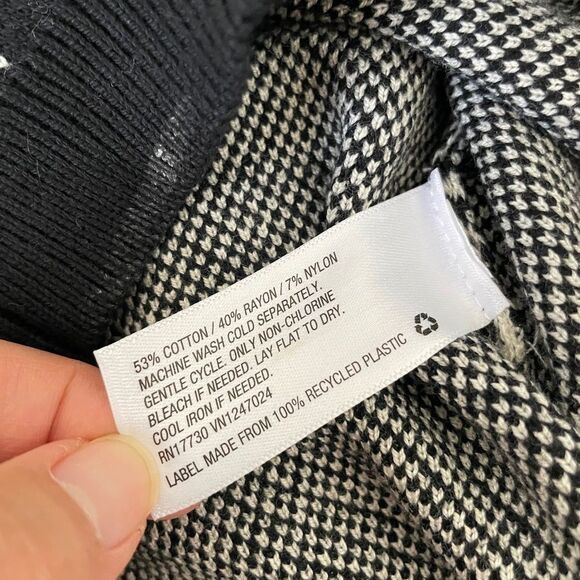 53% COTTON / 40% RAYON / 7% NYLON
MACHINE WASH COLD SEPARATELY.
GENTLE CYCLE. ONLY NON-CHLORINE
BLEACH IF NEEDED. LAY FLAT TO DRY.
COOL IRON IF NEEDED.
RN17730 VN1247024
LABEL MADE FROM 100% RECYCLED PLASTIC